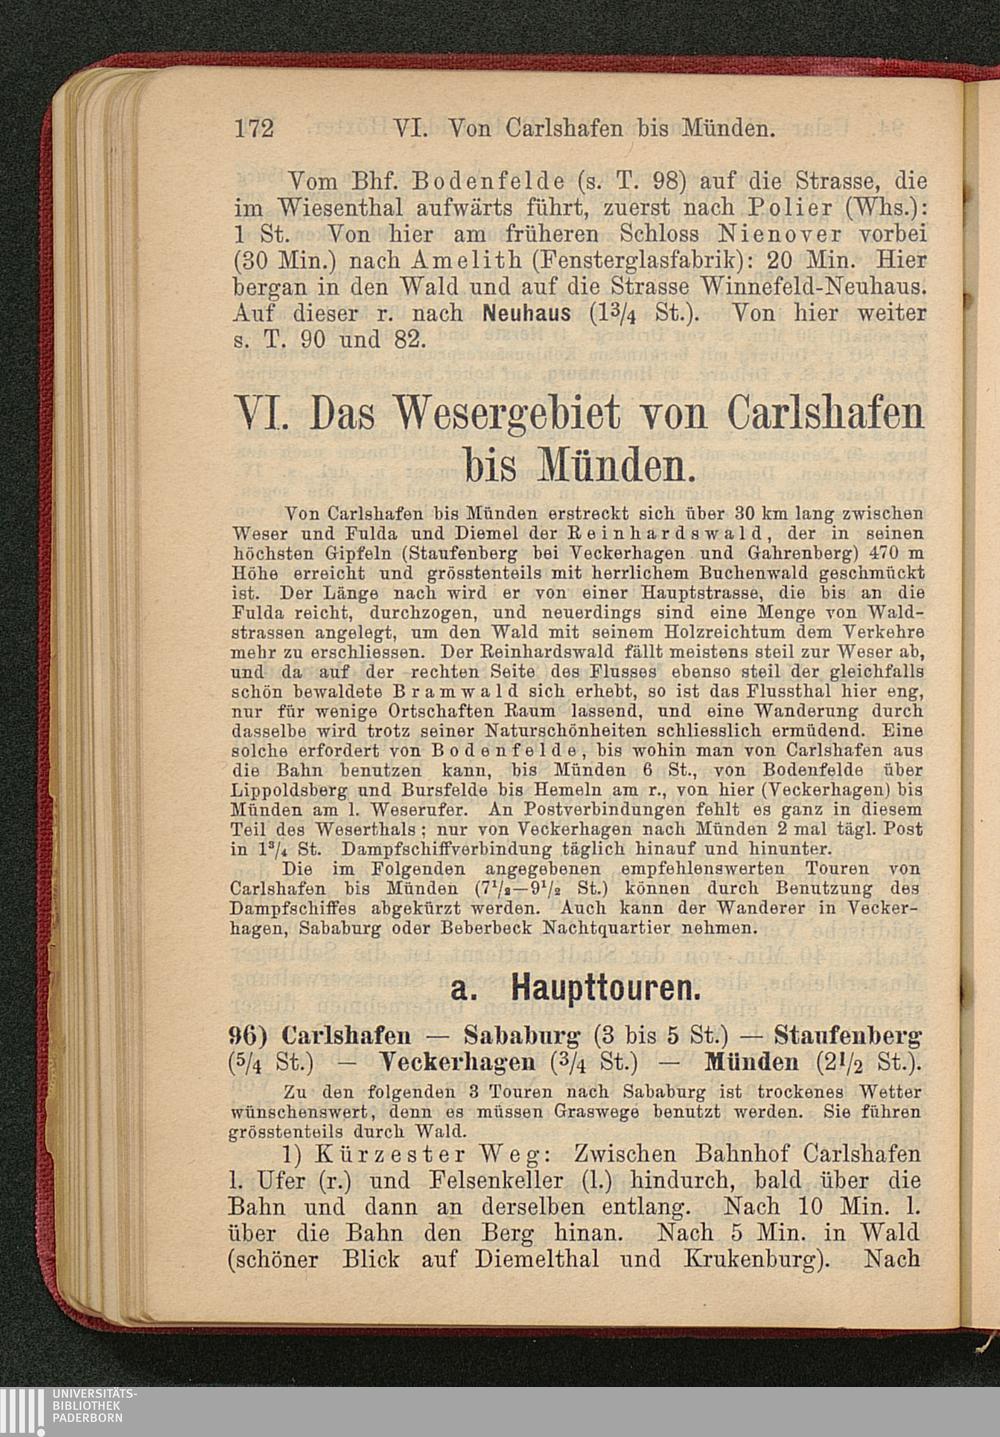 172 VI. Von Carlshafen bis Münden.
Vom Bhf. Bodenfelde (s. T. 98) auf die Strasse, die
im Wiesenthal aufwärts führt, zuerst nach Polier (Whs.):
1 St. Von hier am früheren Schloss Nienover vorbei
(30 Min.) nach Amelith (Fensterglasfabrik): 20 Min. Hier
bergan in den Wald und auf die Strasse Winnefeld-Neuhaus.
Auf dieser r. nach Neuhaus (1³/₄ St.). Von hier weiter
s. T. 90 und 82.
VI. Das Wesergebiet von Carlshafen
bis Münden.
Von Carlshafen bis Münden erstreckt sich über 30 km lang zwischen
Weser und Fulda und Diemel der Reinhardswald, der in seinen
höchsten Gipfeln (Staufenberg bei Veckerhagen und Gahrenberg) 470 m
Höhe erreicht und grösstenteils mit herrlichem Buchenwald geschmückt
ist. Der Länge nach wird er von einer Hauptstrasse, die bis an die
Fulda reicht, durchzogen, und neuerdings sind eine Menge von Wald-
strassen angelegt, um den Wald mit seinem Holzreichtum dem Verkehre
mehr zu erschliessen. Der Reinhardswald fällt meistens steil zur Weser ab,
und da auf der rechten Seite des Flusses ebenso steil der gleichfalls
schön bewaldete Bramwald sich erhebt, so ist das Flussthal hier eng,
nur für wenige Ortschaften Raum lassend, und eine Wanderung durch
dasselbe wird trotz seiner Naturschönheiten schliesslich ermüdend. Eine
solche erfordert von Bodenfelde, bis wohin man von Carlshafen aus
die Bahn benutzen kann, bis Münden 6 St., von Bodenfelde über
Lippoldsberg und Bursfelde bis Hemeln am r., von hier (Veckerhagen) bis
Münden am l. Weserufer. An Postverbindungen fehlt es ganz in diesem
Teil des Weserthals; nur von Veckerhagen nach Münden 2 mal tägl. Post
in 1³/₄ St. Dampfschiffverbindung täglich hinauf und hinunter.
Die im Folgenden angegebenen empfehlenswerten Touren von
Carlshafen bis Münden (7¹/₂—9¹/₂ St.) können durch Benutzung des
Dampfschiffes abgekürzt werden. Auch kann der Wanderer in Vecker-
hagen, Sababurg oder Beberbeck Nachtquartier nehmen.
a. Haupttouren.
96) Carlshafen — Sababurg (3 bis 5 St.) — Staufenberg
(⁵/₄ St.) — Veckerhagen (³/₄ St.) — Münden (2¹/₂ St.).
Zu den folgenden 3 Touren nach Sababurg ist trockenes Wetter
wünschenswert, denn es müssen Graswege benutzt werden. Sie führen
grösstenteils durch Wald.
1) Kürzester Weg: Zwischen Bahnhof Carlshafen
l. Ufer (r.) und Felsenkeller (l.) hindurch, bald über die
Bahn und dann an derselben entlang. Nach 10 Min. l.
über die Bahn den Berg hinan. Nach 5 Min. in Wald
(schöner Blick auf Diemelthal und Krukenburg). Nach
UNIVERSITÄTS-
BIBLIOTHEK
PADERBORN